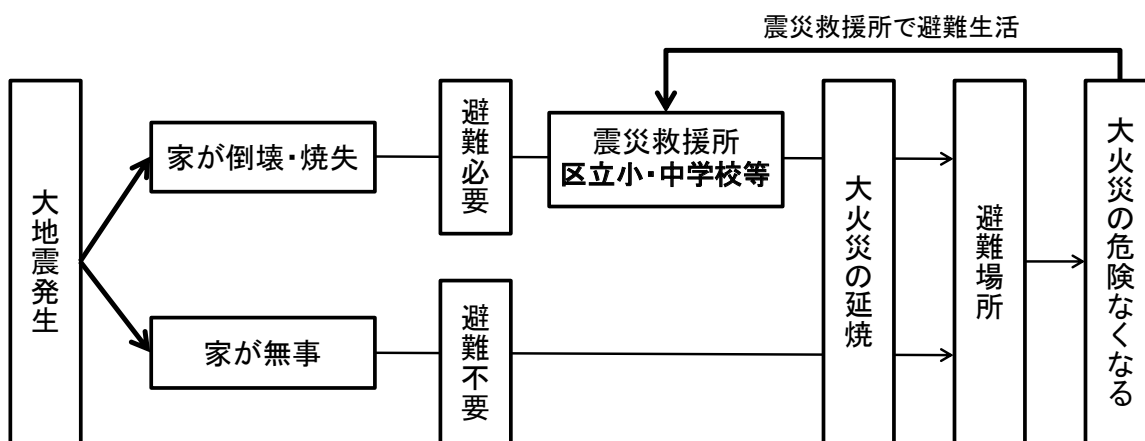 震災救援所で避難生活
大地震発生
家が倒壊・焼失
避難必要
震災救援所
区立小・中学校等
家が無事
避難不要
大火災の延焼
避難場所
大火災の危険なくなる